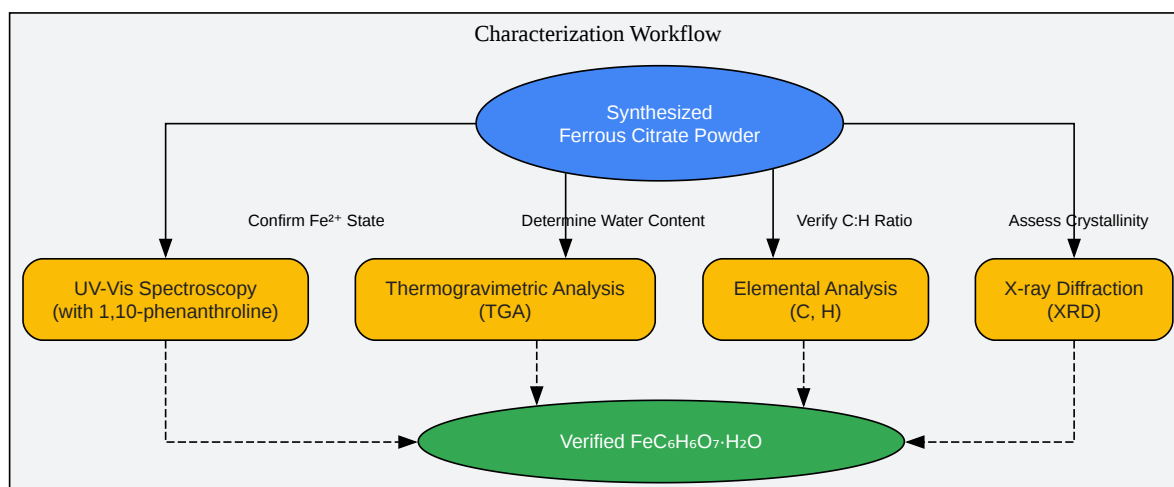 Characterization Workflow
Synthesized
Ferrous Citrate Powder
Confirm Fe²⁺ State
Determine Water Content
Verify C:H Ratio
Assess Crystallinity
UV-Vis Spectroscopy
(with 1,10-phenanthroline)
Thermogravimetric Analysis
(TGA)
Elemental Analysis
(C, H)
X-ray Diffraction
(XRD)
Verified FeC₆H₆O₇·H₂O